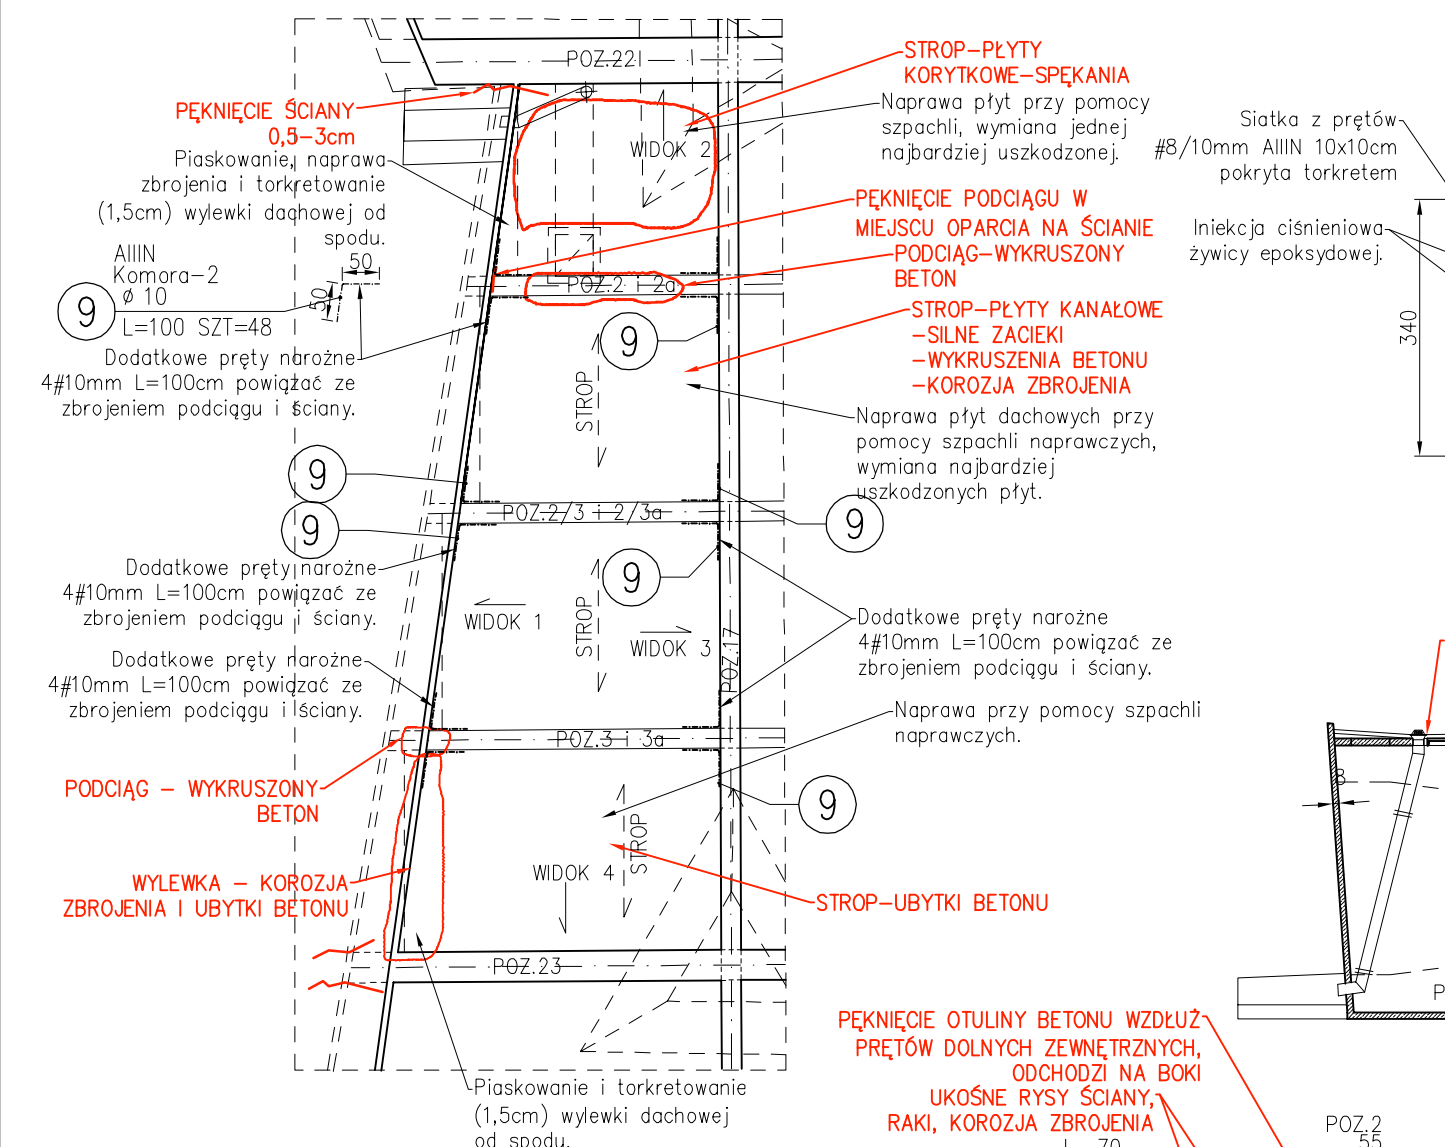 POZ.22
STROP-PŁYTY
KORYTKOWE-SPĘKANIA
Naprawa płyt przy pomocy
szpachli, wymiana jednej
najbardziej uszkodzonej.
PĘKNIĘCIE ŚCIANY
0,5-3cm
Piaskowanie, naprawa
zbrojenia i torkretowanie
(1,5cm) wylewki dachowej od
spodu.
WIDOK 2
Siatka z prętów
#8/10mm AIIIN 10x10cm
pokryta torkretem
Iniekcja ciśnieniowa
żywicy epoksydowej.
340
PĘKNIĘCIE PODCIĄGU W
MIEJSCU OPARCIA NA ŚCIANIE
PODCIĄG-WYKRUSZONY
BETON
AIIIN
Komora-2
ø 10
L=100 SZT=48
9
50
50
POZ.2 i 2a
STROP-PŁYTY KANAŁOWE
-SILNE ZACIEKI
-WYKRUSZENIA BETONU
-KOROZJA ZBROJENIA
9
Dodatkowe pręty narożne
4#10mm L=100cm powiązać ze
zbrojeniem podciągu i ściany.
STROP
Naprawa płyt dachowych przy
pomocy szpachli naprawczych,
wymiana najbardziej
uszkodzonych płyt.
9
9
POZ.2/3 i 2/3a
9
9
Dodatkowe pręty narożne
4#10mm L=100cm powiązać ze
zbrojeniem podciągu i ściany.
WIDOK 1
STROP
WIDOK 3
POZ.17
Dodatkowe pręty narożne
4#10mm L=100cm powiązać ze
zbrojeniem podciągu i ściany.
Dodatkowe pręty narożne
4#10mm L=100cm powiązać ze
zbrojeniem podciągu i ściany.
Naprawa przy pomocy szpachli
naprawczych.
POZ.3 i 3a
PODCIĄG - WYKRUSZONY
BETON
9
8
STROP
WIDOK 4
WYLEWKA - KOROZJA
ZBROJENIA I UBYTKI BETONU
STROP-UBYTKI BETONU
POZ.23
P
PĘKNIĘCIE OTULINY BETONU WZDŁUŻ
PRĘTÓW DOLNYCH ZEWNĘTRZNYCH,
ODCHODZI NA BOKI
UKOŚNE RYSY ŚCIANY,
RAKI, KOROZJA ZBROJENIA
Piaskowanie i torkretowanie
(1,5cm) wylewki dachowej
od spodu.
POZ.2
55
L=70